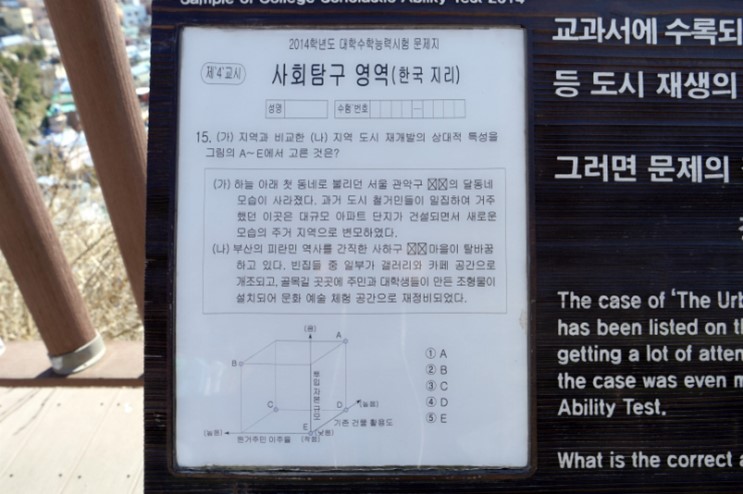 Sample of College Scholastic Ability Test 2014
2014학년도 대학수학능력시험 문제지
제'4'교시
사회탐구 영역(한국 지리)
성명
수험 번호
15. (가) 지역과 비교한 (나) 지역 도시 재개발의 상대적 특성을
그림의 A~E에서 고른 것은?
(가) 하늘 아래 첫 동네로 불리던 서울 관악구 ☒☒의 달동네
모습이 사라졌다. 과거 도시 철거민들이 밀집하여 거주
했던 이곳은 대규모 아파트 단지가 건설되면서 새로운
모습의 주거 지역으로 변모하였다.
(나) 부산의 피란민 역사를 간직한 사하구 ☒☒마을이 탈바꿈
하고 있다. 빈집들 중 일부가 갤러리와 카페 공간으로
개조되고, 골목길 곳곳에 주민과 대학생들이 만든 조형물이
설치되어 문화 예술 체험 공간으로 재정비되었다.
(큼)
A
B
투입 자본 규모
C
D
(높음)
E
(낮음)
기존 건물 활용도
(높음)
원거주민 이주율
(적음)
① A
② B
③ C
④ D
⑤ E
교과서에 수록되
등 도시 재생의
그러면 문제의
The case of 'The Urb
has been listed on th
getting a lot of atten
the case was even m
Ability Test.
What is the correct a